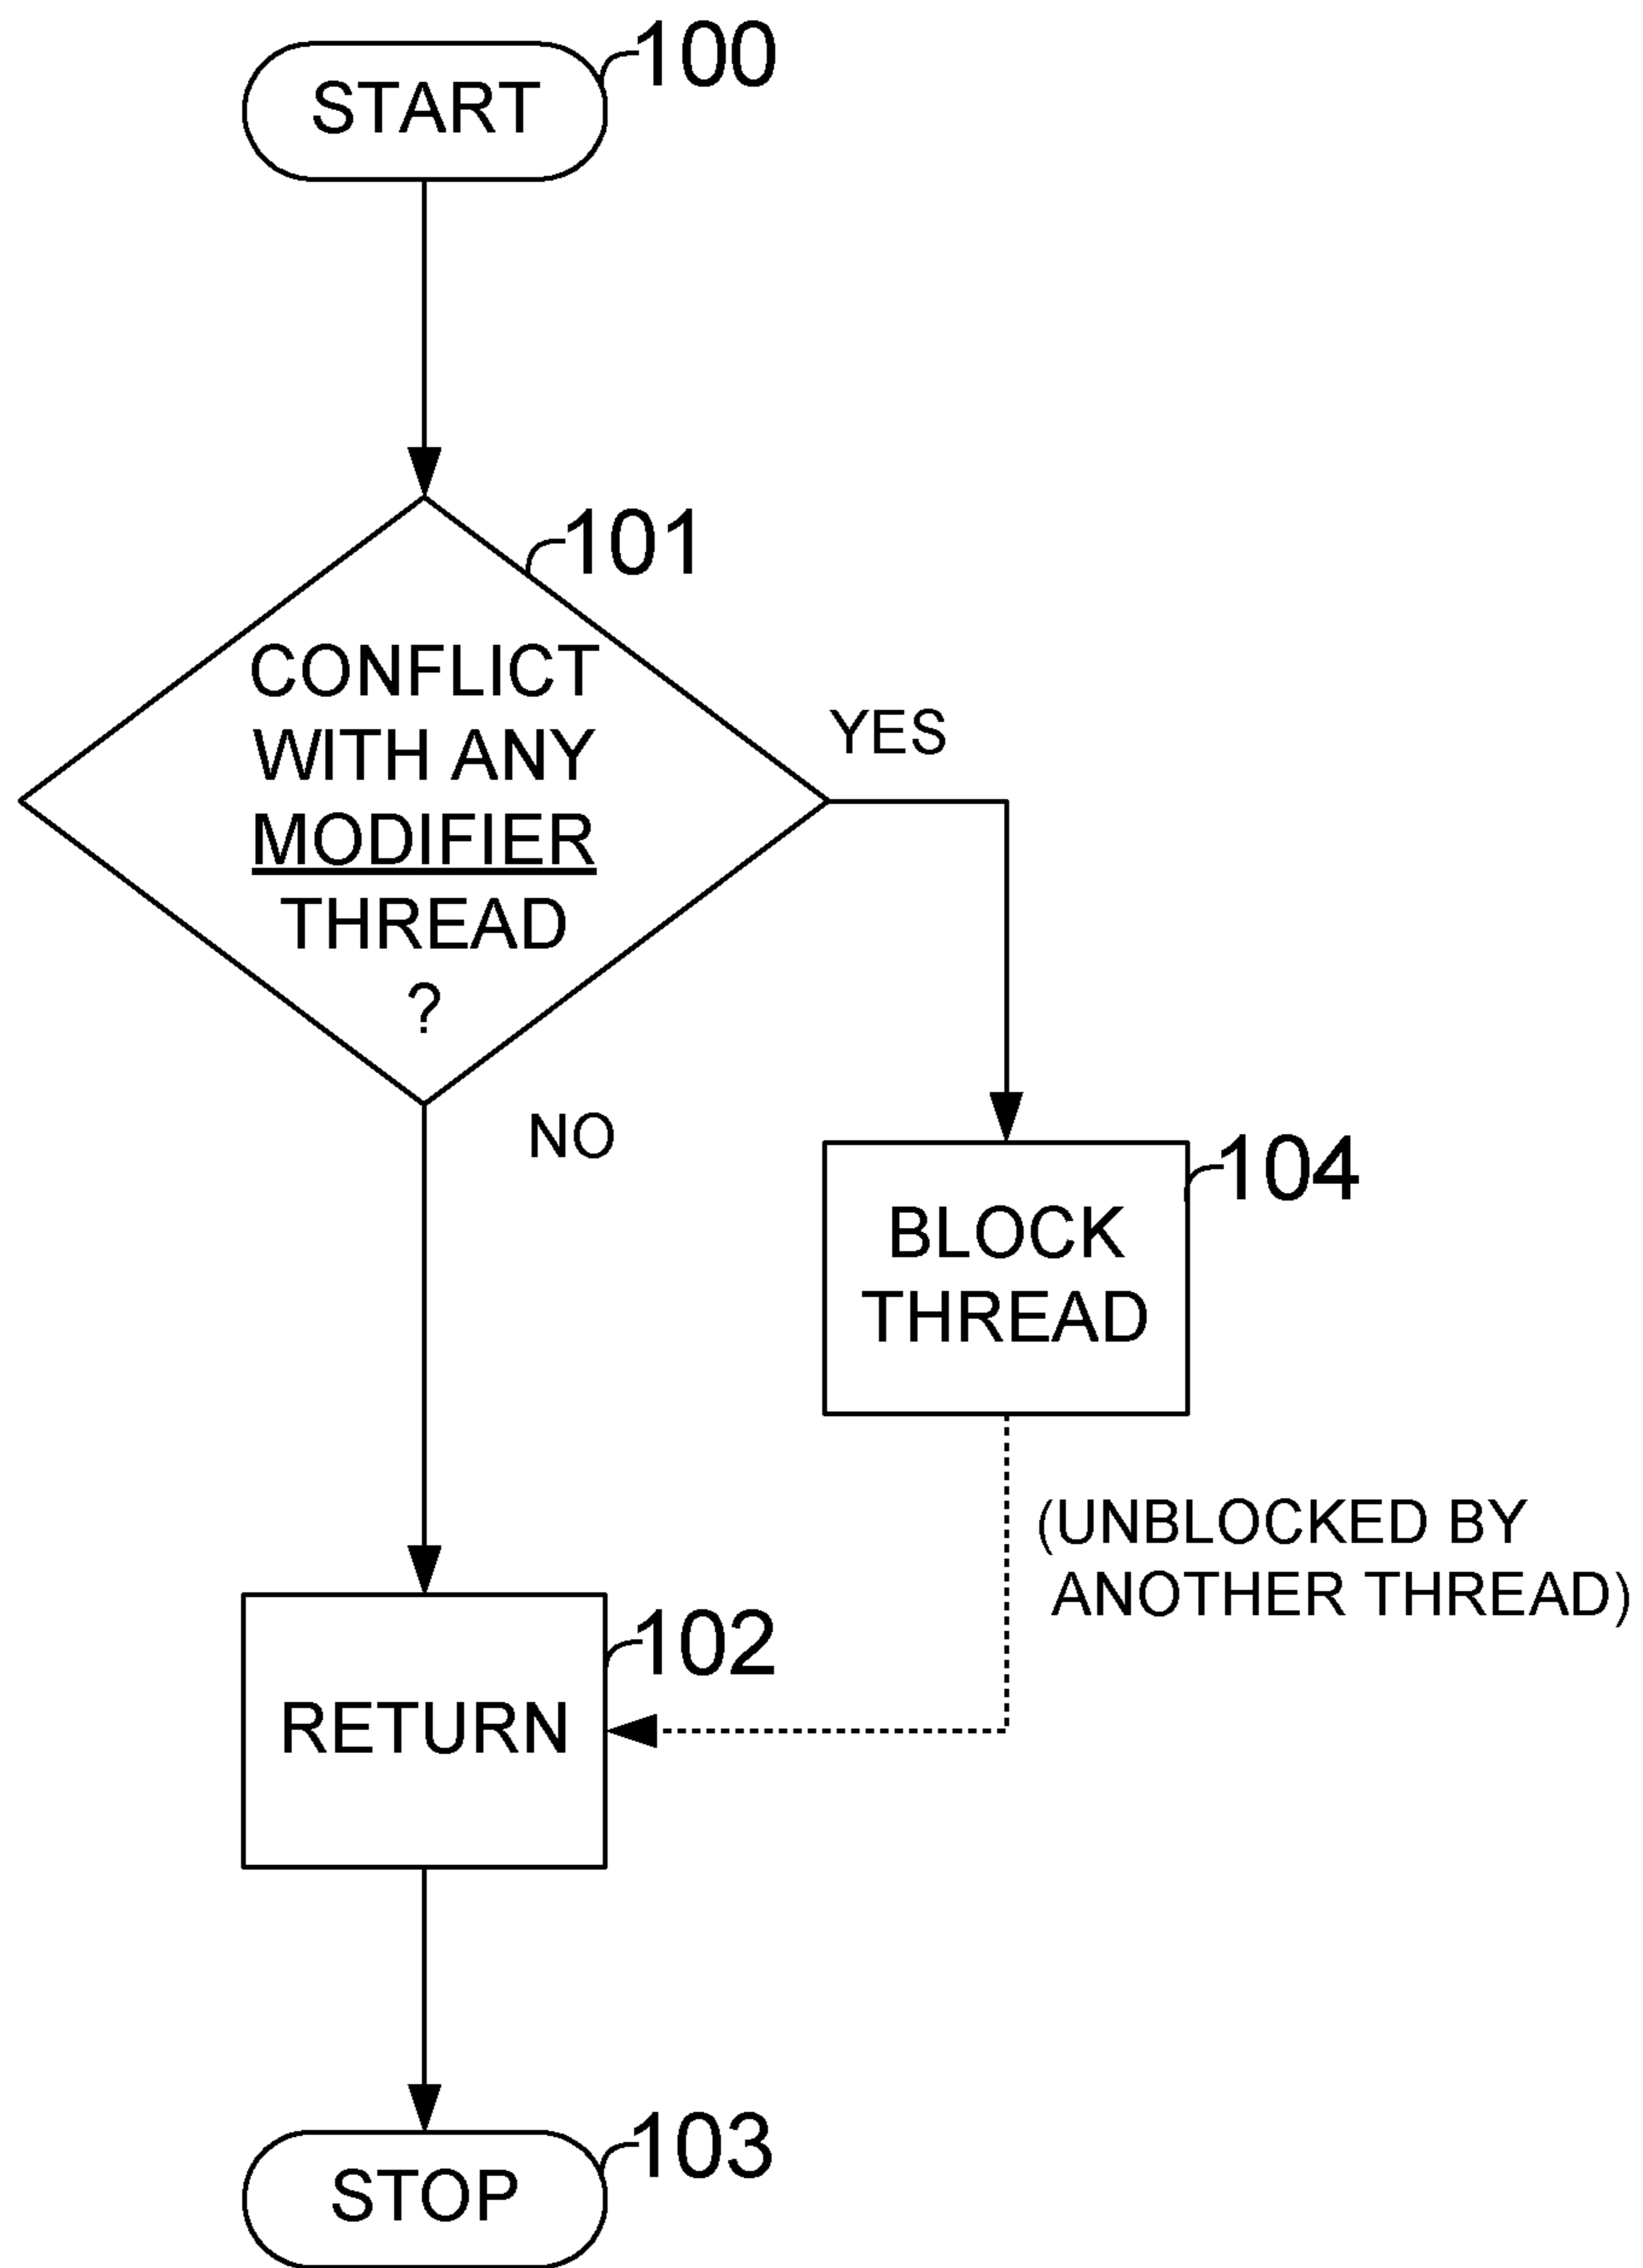 100
START
101
CONFLICT
WITH ANY
MODIFIER
THREAD
?
YES
NO
104
BLOCK
THREAD
(UNBLOCKED BY
ANOTHER THREAD)
102
RETURN
103
STOP